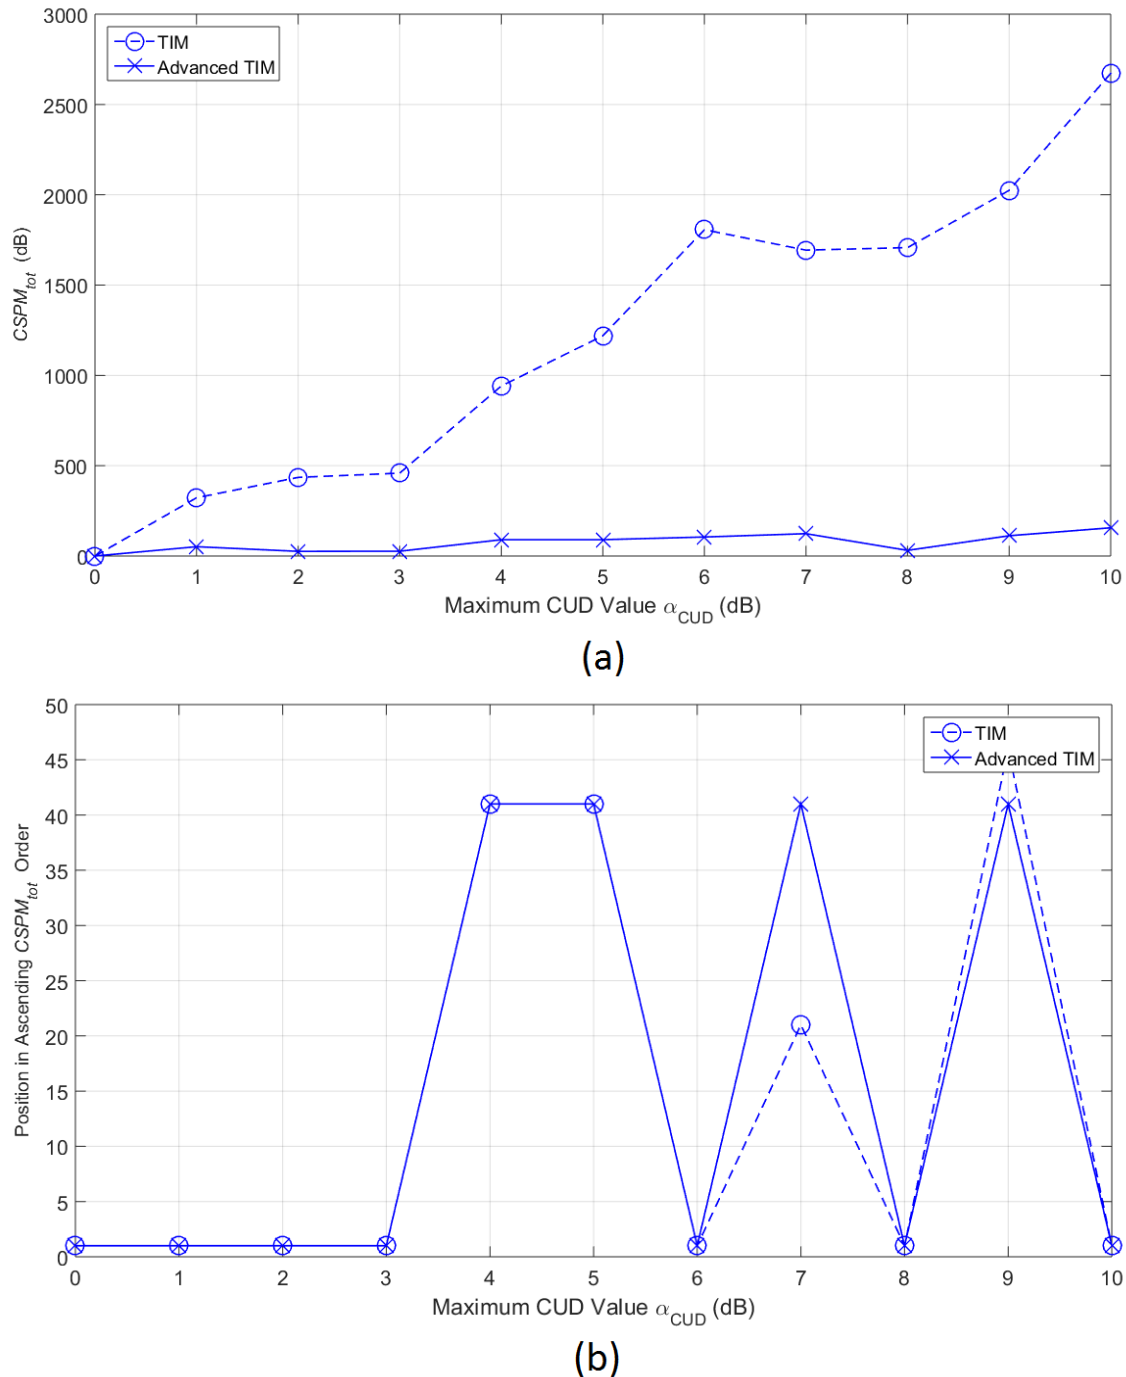 3000
2500
2000
1500
1000
500
0
CSPM_tot (dB)
TIM
Advanced TIM
0 1 2 3 4 5 6 7 8 9 10
Maximum CUD Value α_CUD (dB)
(a)
50
45
40
35
30
25
20
15
10
5
0
Position in Ascending CSPM_tot Order
TIM
Advanced TIM
0 1 2 3 4 5 6 7 8 9 10
Maximum CUD Value α_CUD (dB)
(b)